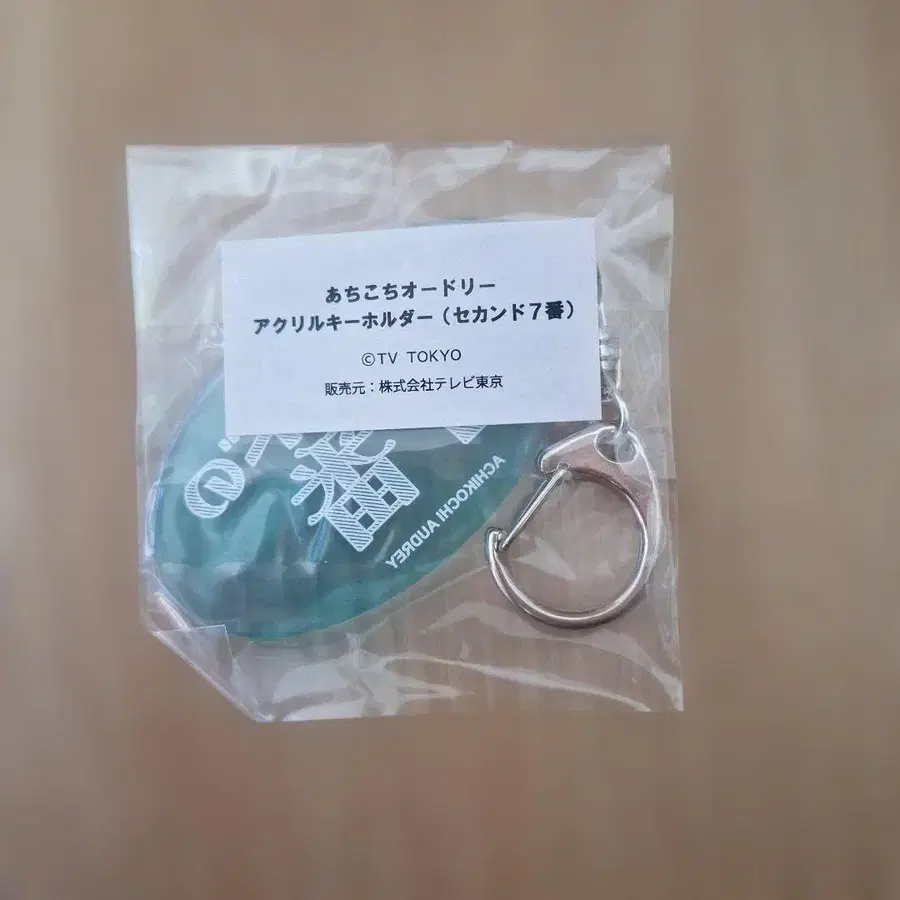 あちこちオードリー
アクリルキーホルダー（セカンド７番）
©TV TOKYO
販売元：株式会社テレビ東京
番
ACHIKOCHI AUDREY